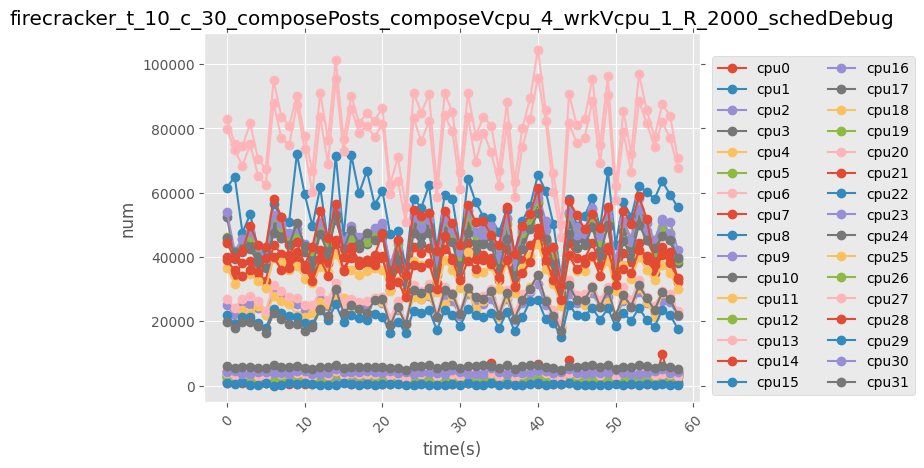 firecracker_t_10_c_30_composePosts_composeVcpu_4_wrkVcpu_1_R_2000_schedDebug
100000
80000
60000
40000
20000
0
num
0
10
20
30
40
50
60
time(s)
cpu0
cpu1
cpu2
cpu3
cpu4
cpu5
cpu6
cpu7
cpu8
cpu9
cpu10
cpu11
cpu12
cpu13
cpu14
cpu15
cpu16
cpu17
cpu18
cpu19
cpu20
cpu21
cpu22
cpu23
cpu24
cpu25
cpu26
cpu27
cpu28
cpu29
cpu30
cpu31